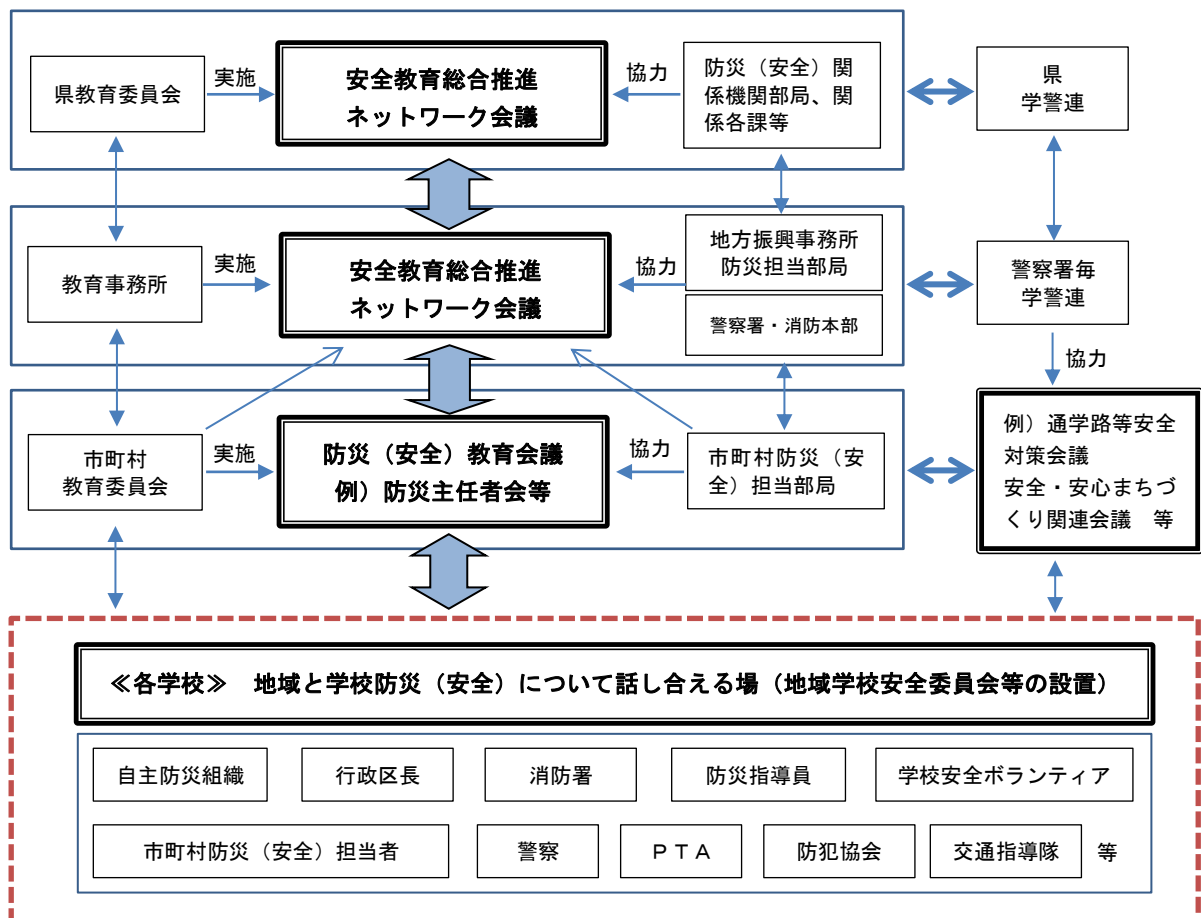 県教育委員会
実施
安全教育総合推進
ネットワーク会議
協力
防災（安全）関
係機関部局、関
係各課等
県
学警連
教育事務所
実施
安全教育総合推進
ネットワーク会議
協力
地方振興事務所
防災担当部局
警察署・消防本部
警察署毎
学警連
協力
市町村
教育委員会
実施
防災（安全）教育会議
例）防災主任者会等
協力
市町村防災（安
全）担当部局
例）通学路等安全
対策会議
安全・安心まちづ
くり関連会議　等
≪各学校≫　地域と学校防災（安全）について話し合える場（地域学校安全委員会等の設置）
自主防災組織
行政区長
消防署
防災指導員
学校安全ボランティア
市町村防災（安全）担当者
警察
ＰＴＡ
防犯協会
交通指導隊
等